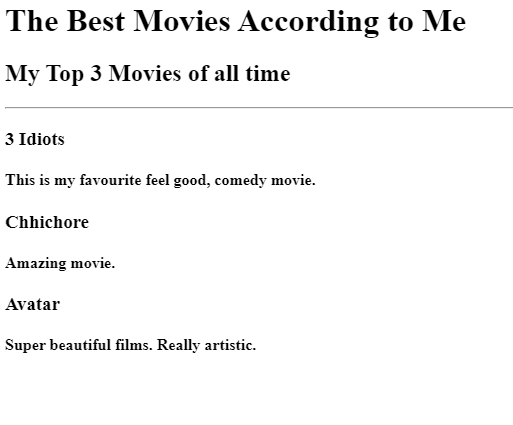 The Best Movies According to Me
My Top 3 Movies of all time
3 Idiots
This is my favourite feel good, comedy movie.
Chhichore
Amazing movie.
Avatar
Super beautiful films. Really artistic.